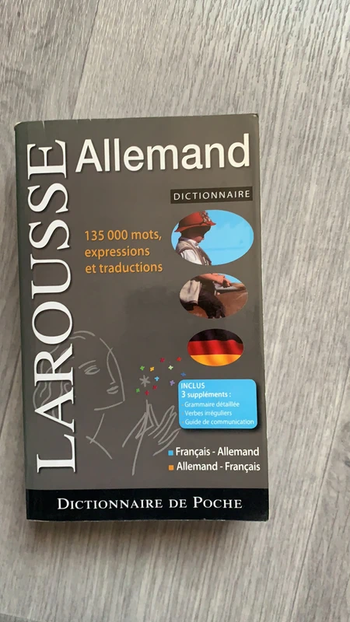 LAROUSSE
Allemand
DICTIONNAIRE
135 000 mots,
expressions
et traductions
INCLUS
3 suppléments :
Grammaire détaillée
Verbes irréguliers
Guide de communication
Français - Allemand
Allemand - Français
DICTIONNAIRE DE POCHE